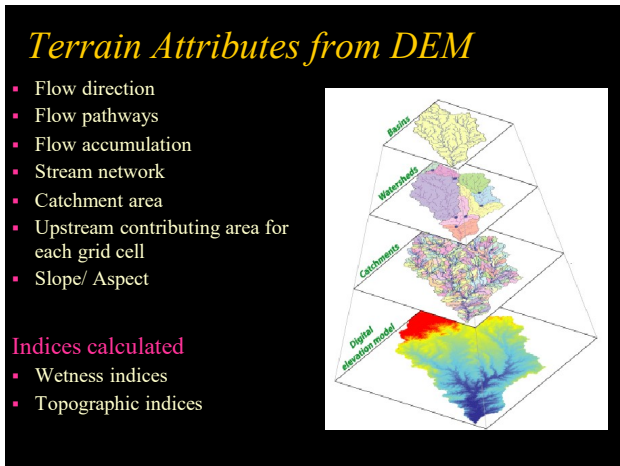 Terrain Attributes from DEM
▪ Flow direction
▪ Flow pathways
▪ Flow accumulation
▪ Stream network
▪ Catchment area
▪ Upstream contributing area for
each grid cell
▪ Slope/ Aspect
Indices calculated
▪ Wetness indices
▪ Topographic indices
Basins
Watersheds
Catchments
Digital
elevation model